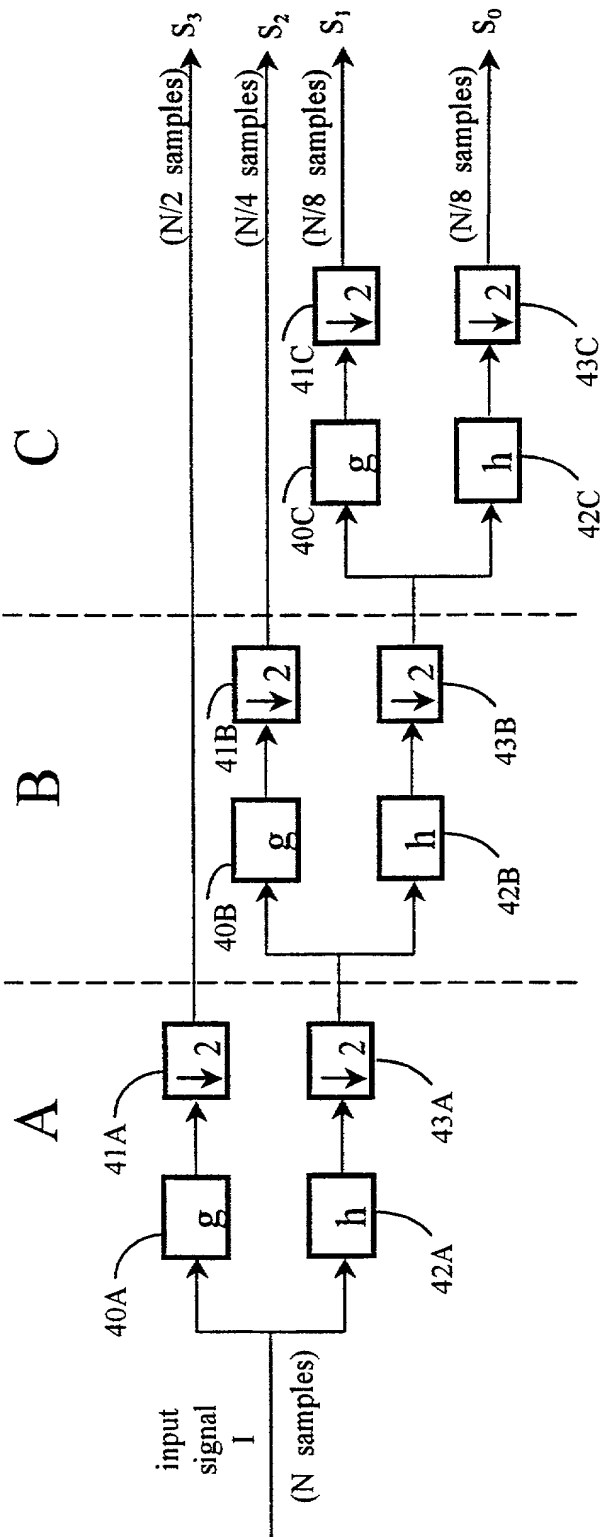 A
B
C
input
signal
I
(N samples)
40A
g
41A
↓2
42A
h
43A
↓2
40B
g
41B
↓2
42B
h
43B
↓2
40C
g
41C
↓2
42C
h
43C
↓2
(N/2 samples)
S₃
(N/4 samples)
S₂
(N/8 samples)
S₁
(N/8 samples)
S₀